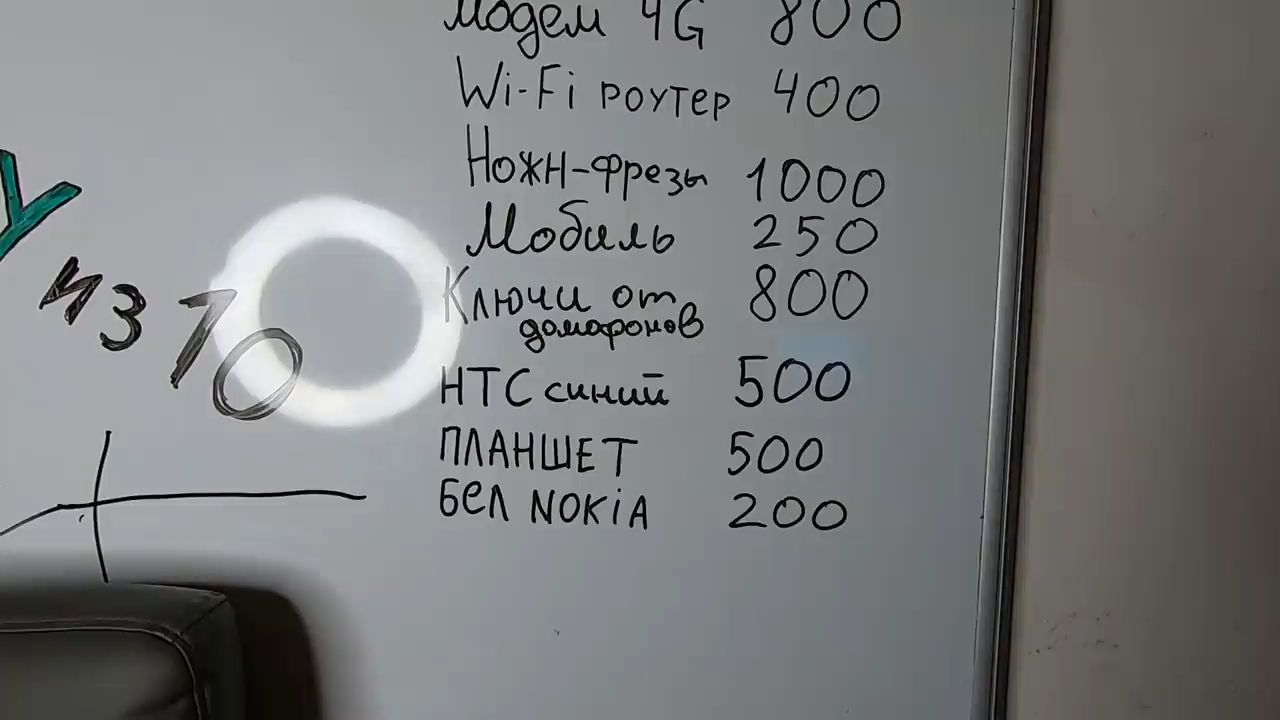 Модем 4G 800
Wi-Fi роутер 400
Ножн-фрезы 1000
Мобиль 250
Ключи от домофонов 800
HTC синий 500
ПЛАНШЕТ 500
бел NOKiA 200
У
из 10